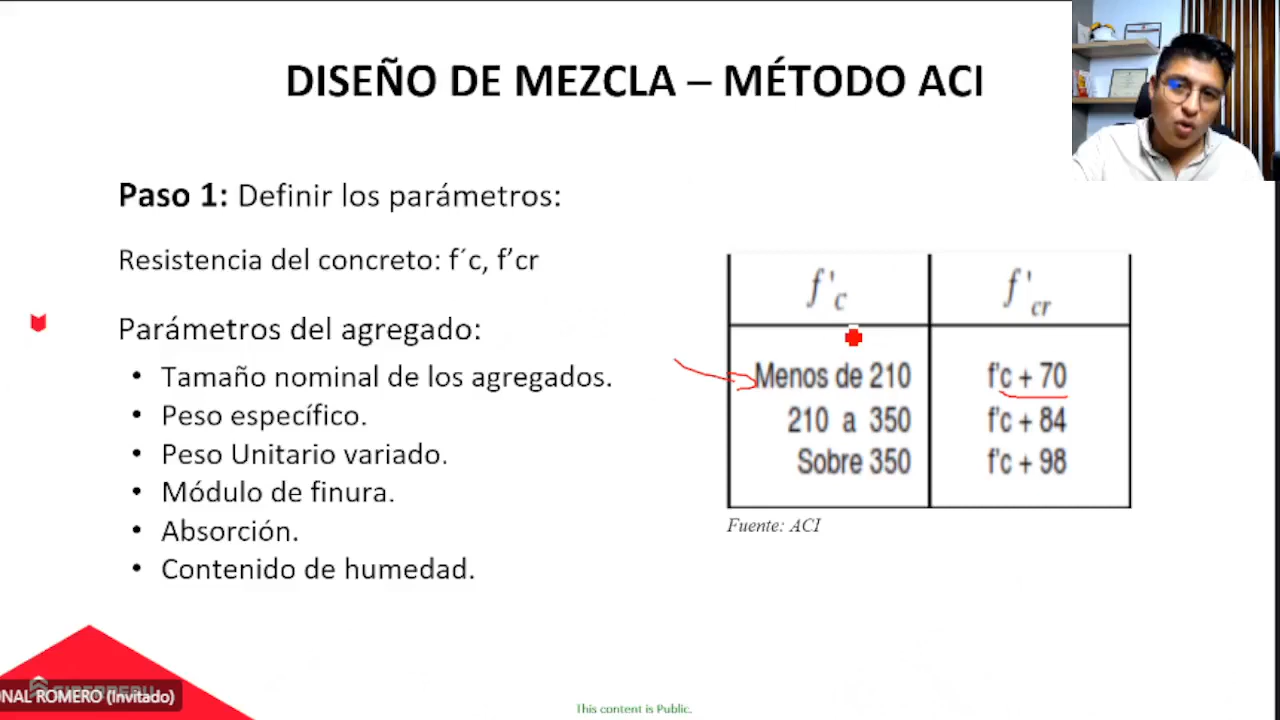 DISEÑO DE MEZCLA – MÉTODO ACI
Paso 1: Definir los parámetros:
Resistencia del concreto: f´c, f’cr
Parámetros del agregado:
• Tamaño nominal de los agregados.
• Peso específico.
• Peso Unitario variado.
• Módulo de finura.
• Absorción.
• Contenido de humedad.
f'c f'cr
Menos de 210 f'c + 70
210 a 350 f'c + 84
Sobre 350 f'c + 98
Fuente: ACI
ONAL ROMERO (Invitado)
This content is Public.